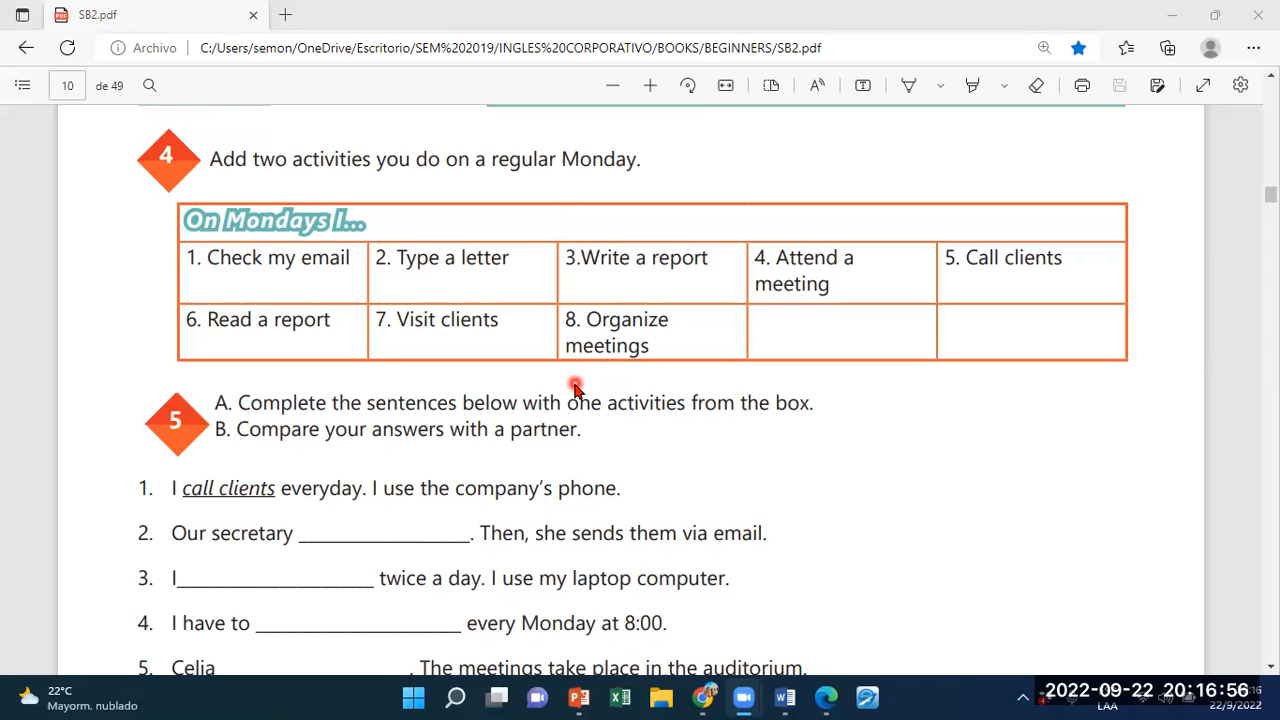 SB2.pdf
Archivo
C:/Users/semon/OneDrive/Escritorio/SEM%202019/INGLES%20CORPORATIVO/BOOKS/BEGINNERS/SB2.pdf
10 de 49
4 Add two activities you do on a regular Monday.
On Mondays I...
1. Check my email 2. Type a letter 3.Write a report 4. Attend a meeting 5. Call clients
6. Read a report 7. Visit clients 8. Organize meetings
5 A. Complete the sentences below with one activities from the box.
B. Compare your answers with a partner.
1. I call clients everyday. I use the company's phone.
2. Our secretary __________________. Then, she sends them via email.
3. I_____________________ twice a day. I use my laptop computer.
4. I have to ______________________ every Monday at 8:00.
5. Celia ____________________. The meetings take place in the auditorium.
22°C
Mayorm. nublado
2022-09-22 20:16:56
LAA
22/9/2022